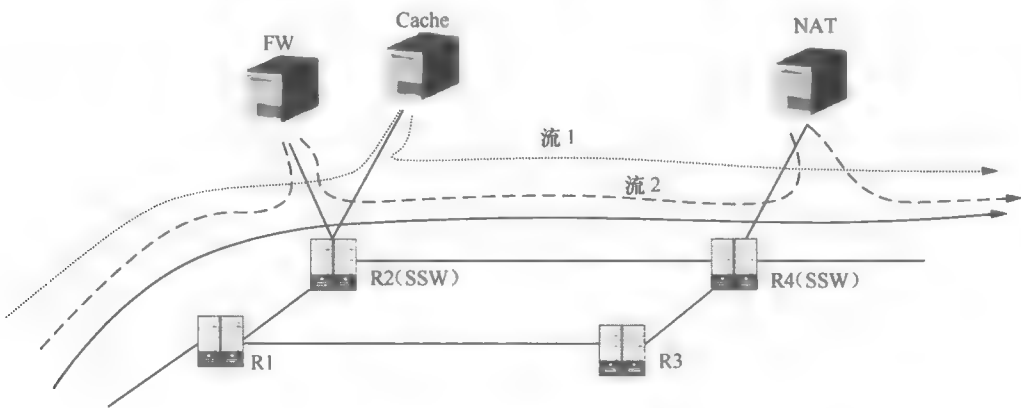 Cache
FW
NAT
流1
流2
R2(SSW)
R4(SSW)
R1
R3